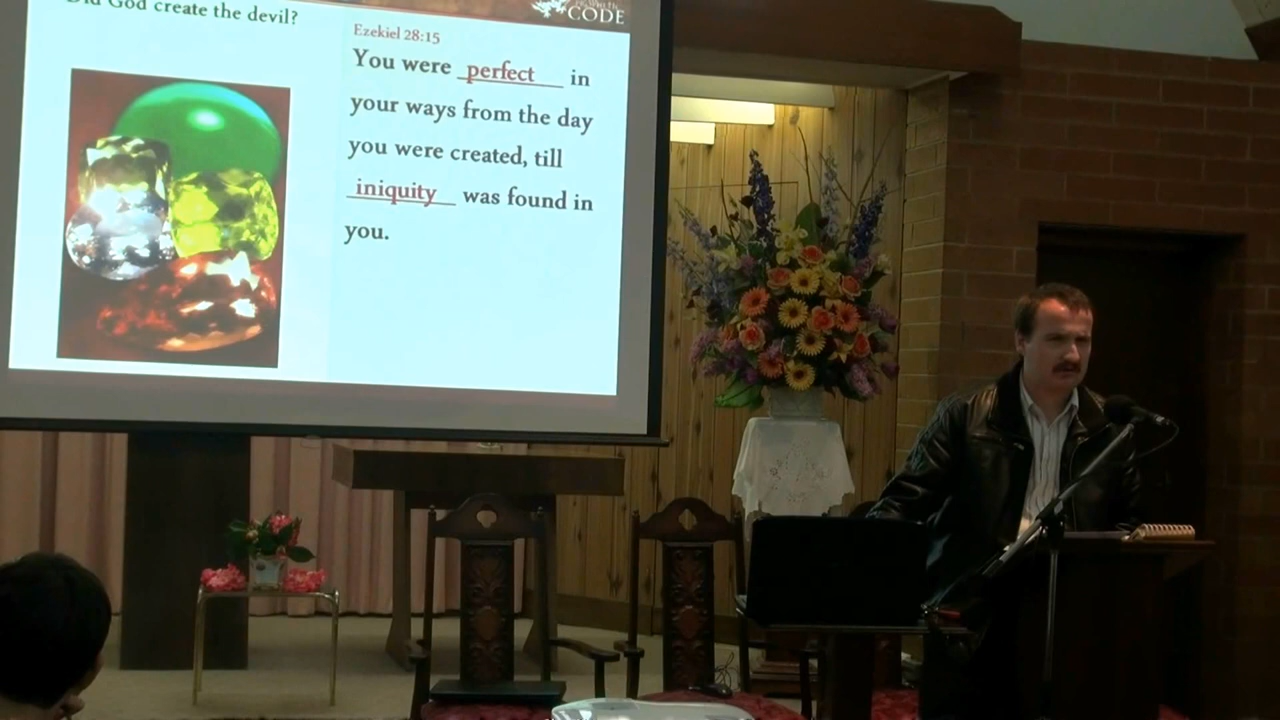 Did God create the devil?
CODE
Ezekiel 28:15
You were perfect in
your ways from the day
you were created, till
iniquity was found in
you.